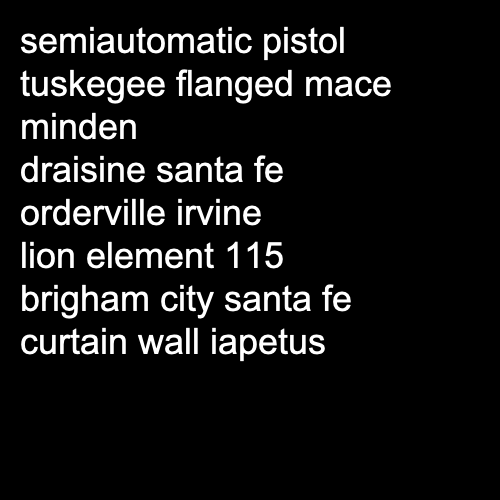 semiautomatic pistol
tuskegee flanged mace
minden
draisine santa fe
orderville irvine
lion element 115
brigham city santa fe
curtain wall iapetus